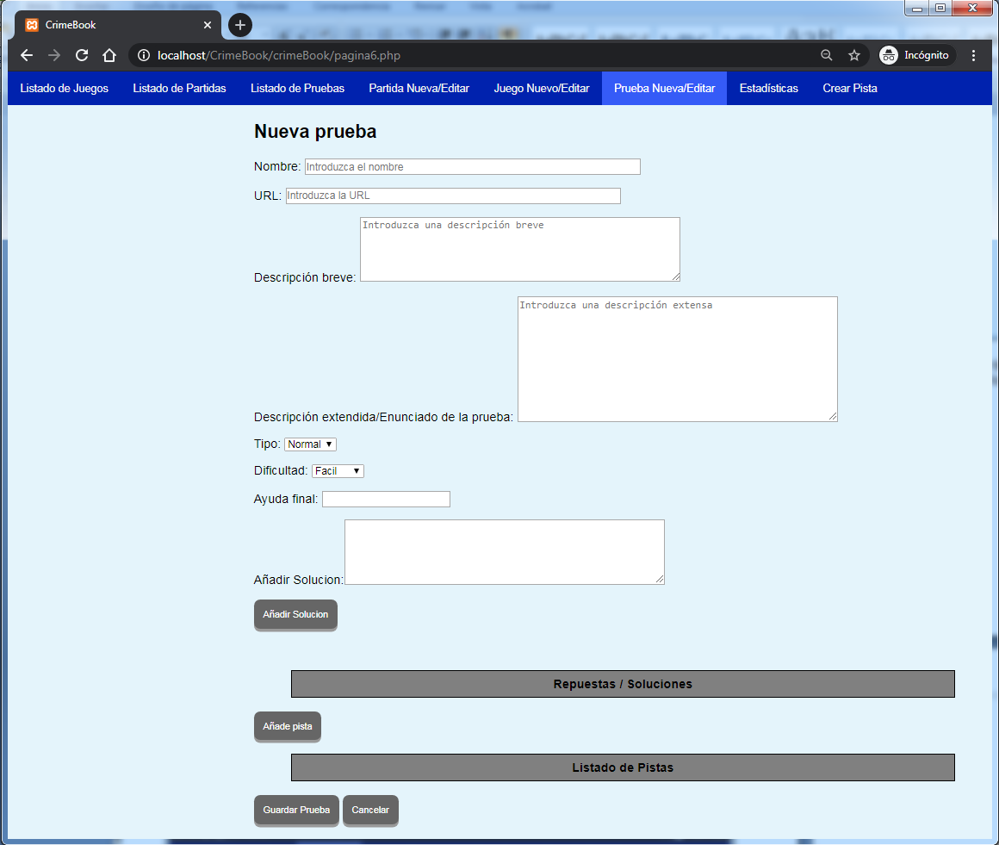 CrimeBook
localhost/CrimeBook/crimeBook/pagina6.php
Incógnito
Listado de Juegos Listado de Partidas Listado de Pruebas Partida Nueva/Editar Juego Nuevo/Editar Prueba Nueva/Editar Estadísticas Crear Pista
Nueva prueba
Nombre: Introduzca el nombre
URL: Introduzca la URL
Introduzca una descripción breve
Descripción breve:
Introduzca una descripción extensa
Descripción extendida/Enunciado de la prueba:
Tipo: Normal
Dificultad: Facil
Ayuda final:
Añadir Solucion:
Añadir Solucion
Repuestas / Soluciones
Añade pista
Listado de Pistas
Guardar Prueba Cancelar